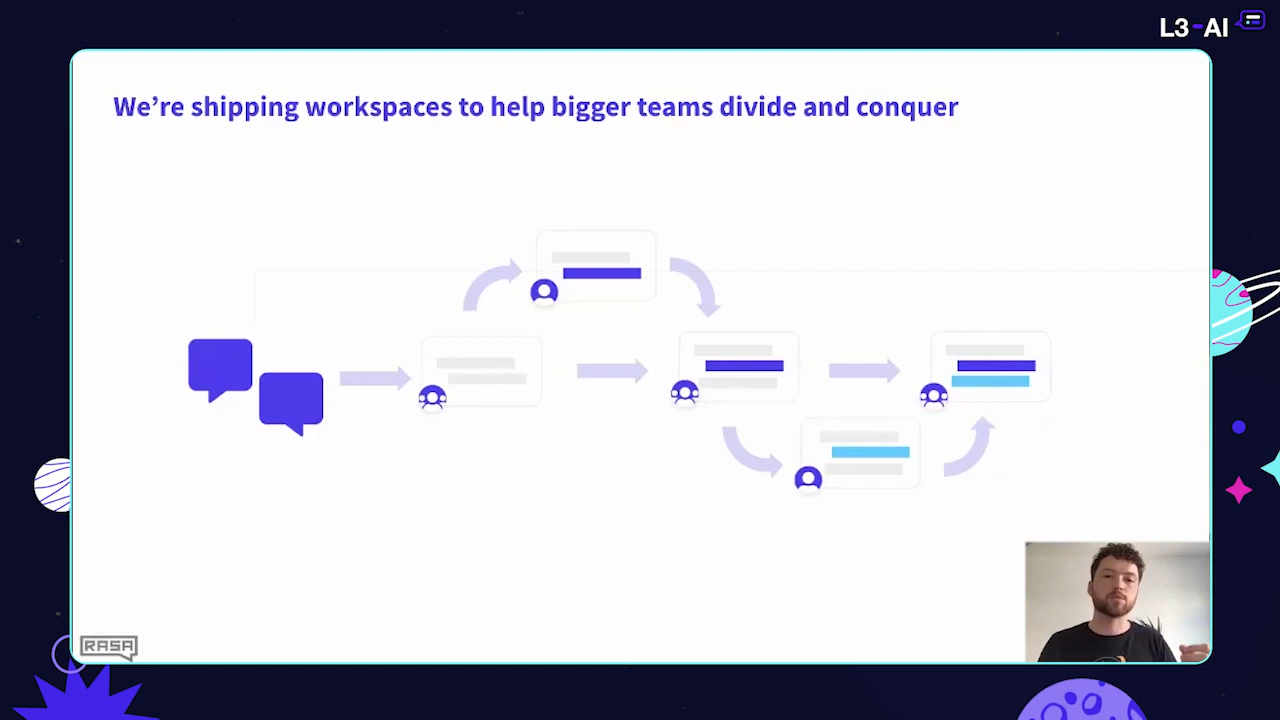 L3-AI
We're shipping workspaces to help bigger teams divide and conquer
RASA